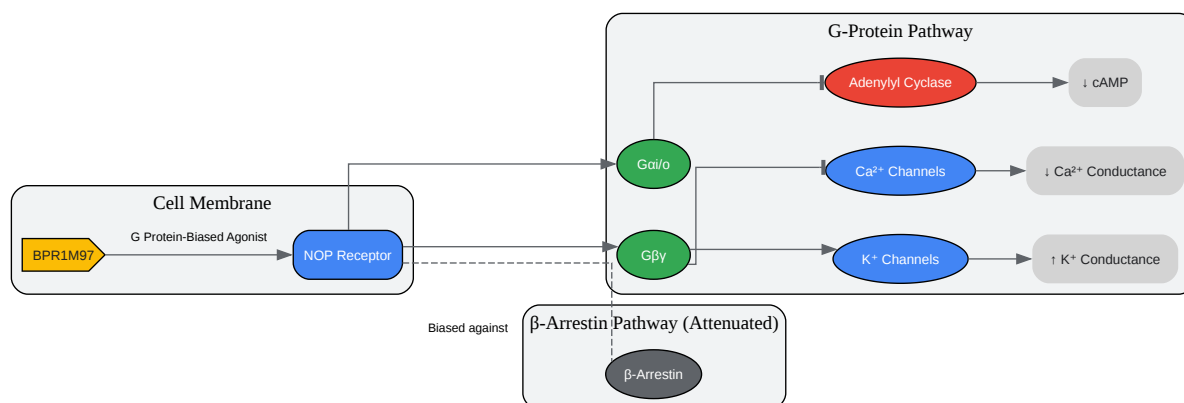 G-Protein Pathway
Adenylyl Cyclase
↓ cAMP
Gαi/o
Ca²⁺ Channels
↓ Ca²⁺ Conductance
Cell Membrane
BPR1M97
G Protein-Biased Agonist
NOP Receptor
Gβγ
K⁺ Channels
↑ K⁺ Conductance
Biased against
β-Arrestin Pathway (Attenuated)
β-Arrestin